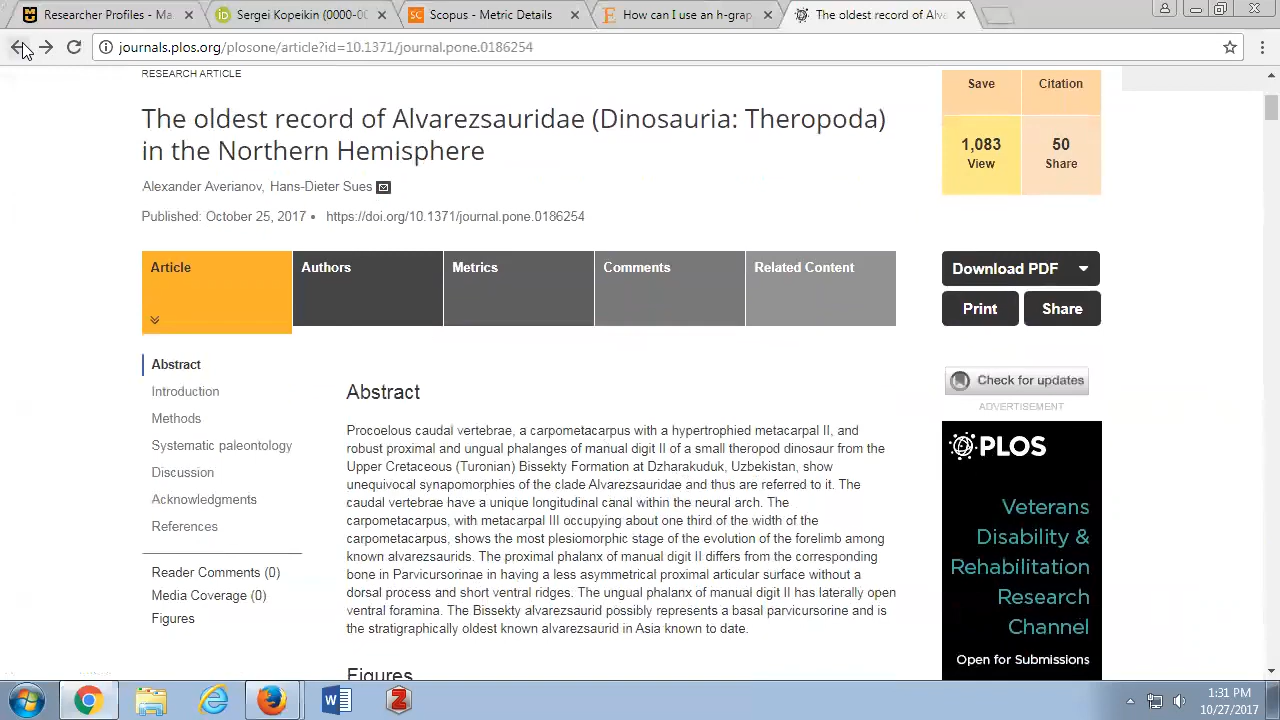 Researcher Profiles - Ma
Sergei Kopeikin (0000-00
Scopus - Metric Details
How can I use an h-grap
The oldest record of Alva
journals.plos.org/plosone/article?id=10.1371/journal.pone.0186254
RESEARCH ARTICLE
The oldest record of Alvarezsauridae (Dinosauria: Theropoda)
in the Northern Hemisphere
Alexander Averianov, Hans-Dieter Sues
Published: October 25, 2017 • https://doi.org/10.1371/journal.pone.0186254
Save
Citation
1,083
View
50
Share
Article
Authors
Metrics
Comments
Related Content
Download PDF
Print
Share
Abstract
Introduction
Methods
Systematic paleontology
Discussion
Acknowledgments
References
Reader Comments (0)
Media Coverage (0)
Figures
Abstract
Procoelous caudal vertebrae, a carpometacarpus with a hypertrophied metacarpal II, and
robust proximal and ungual phalanges of manual digit II of a small theropod dinosaur from the
Upper Cretaceous (Turonian) Bissekty Formation at Dzharakuduk, Uzbekistan, show
unequivocal synapomorphies of the clade Alvarezsauridae and thus are referred to it. The
caudal vertebrae have a unique longitudinal canal within the neural arch. The
carpometacarpus, with metacarpal III occupying about one third of the width of the
carpometacarpus, shows the most plesiomorphic stage of the evolution of the forelimb among
known alvarezsaurids. The proximal phalanx of manual digit II differs from the corresponding
bone in Parvicursorinae in having a less asymmetrical proximal articular surface without a
dorsal process and short ventral ridges. The ungual phalanx of manual digit II has laterally open
ventral foramina. The Bissekty alvarezsaurid possibly represents a basal parvicursorine and is
the stratigraphically oldest known alvarezsaurid in Asia known to date.
Figures
Check for updates
ADVERTISEMENT
PLOS
Veterans
Disability &
Rehabilitation
Research
Channel
Open for Submissions
1:31 PM
10/27/2017